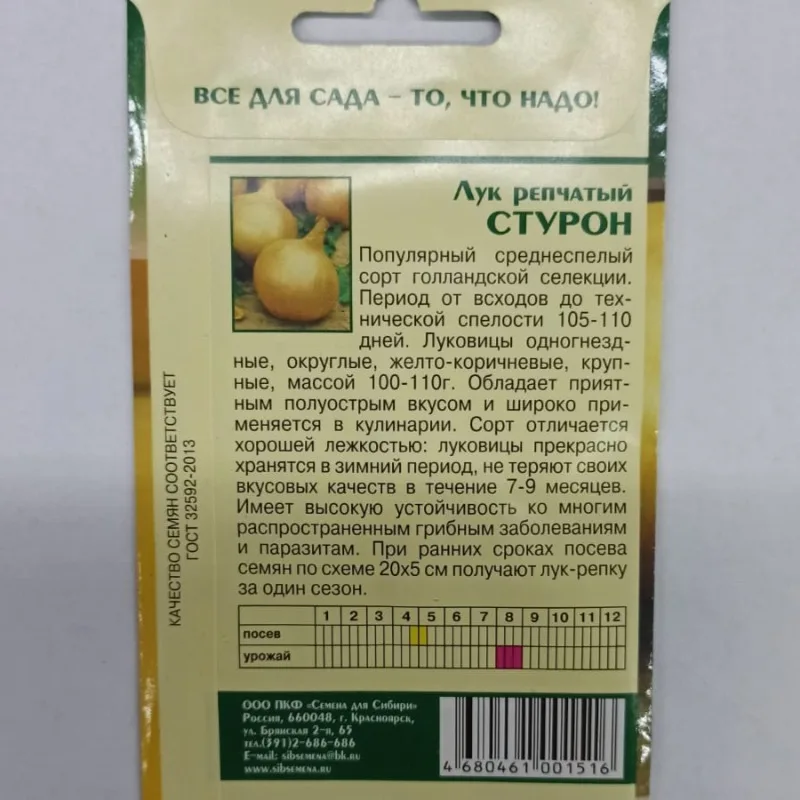 ВСЕ ДЛЯ САДА – ТО, ЧТО НАДО!
Лук репчатый
СТУРОН
Популярный среднеспелый
сорт голландской селекции.
Период от всходов до тех-
нической спелости 105-110
дней. Луковицы одногнезд-
ные, округлые, желто-коричневые, круп-
ные, массой 100-110г. Обладает прият-
ным полуострым вкусом и широко при-
меняется в кулинарии. Сорт отличается
хорошей лежкостью: луковицы прекрасно
хранятся в зимний период, не теряют своих
вкусовых качеств в течение 7-9 месяцев.
Имеет высокую устойчивость ко многим
распространенным грибным заболеваниям
и паразитам. При ранних сроках посева
семян по схеме 20х5 см получают лук-репку
за один сезон.
КАЧЕСТВО СЕМЯН СООТВЕТСТВУЕТ
ГОСТ 32592-2013
1 2 3 4 5 6 7 8 9 10 11 12
посев
урожай
ООО ПКФ «Семена для Сибири»
Россия, 660048, г. Красноярск,
ул. Брянская 2-я, 65
тел.(391)2-686-686
E-mail: sibsemena@bk.ru
www.sibsemena.ru
4 680461 001516